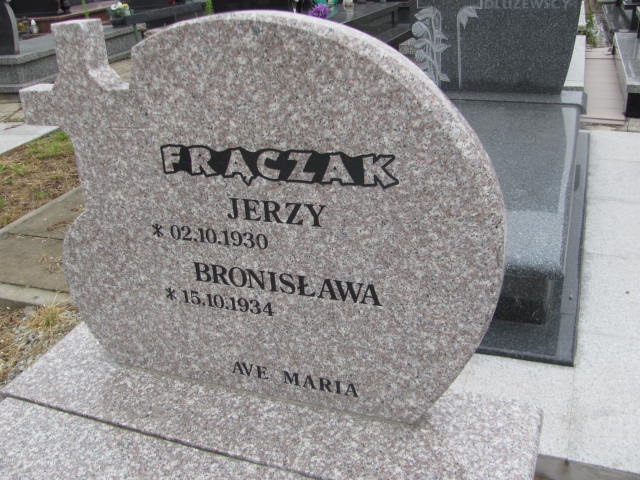 FRĄCZAK
JERZY
* 02.10.1930
BRONISŁAWA
* 15.10.1934
AVE MARIA